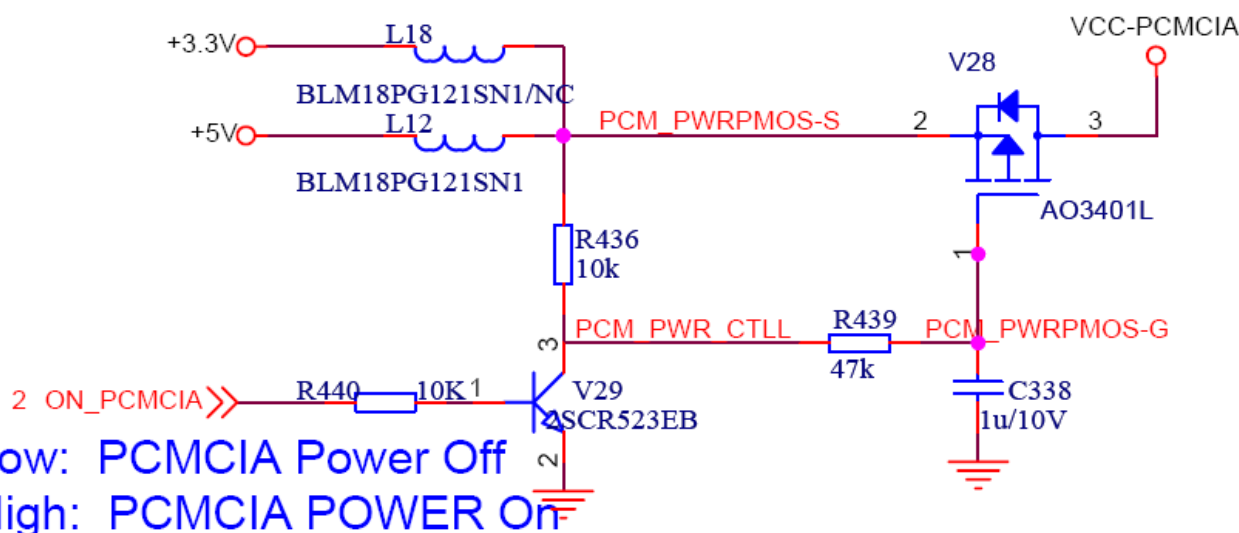 VCC-PCMCIA
+3.3V
L18
V28
BLM18PG121SN1/NC
+5V
L12
PCM_PWRPMOS-S
2
3
BLM18PG121SN1
AO3401L
R436
10k
1
3
PCM_PWR_CTLL
R439
PCM_PWRPMOS-G
47k
2 ON_PCMCIA
R440
10K
1
V29
2SCR523EB
C338
1u/10V
ow: PCMCIA Power Off
2
High: PCMCIA POWER On